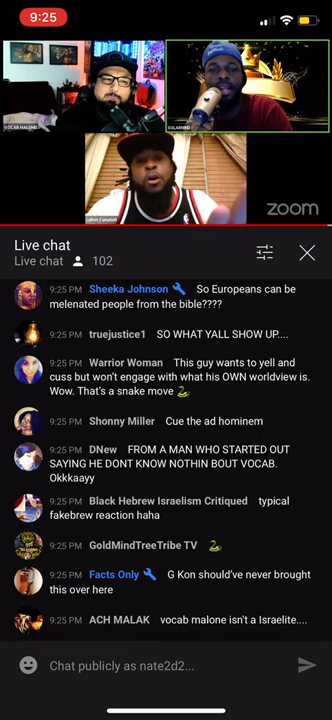 9:25
VOCAB MALONE
SOLARMIND
LaRoh Campbell
zoom
Live chat
Live chat 102
9:25 PM Sheeka Johnson So Europeans can be
melenated people from the bible????
9:25 PM truejustice1 SO WHAT YALL SHOW UP....
9:25 PM Warrior Woman This guy wants to yell and
cuss but won't engage with what his OWN worldview is.
Wow. That's a snake move 🐍
9:25 PM Shonny Miller Cue the ad hominem
9:25 PM DNew FROM A MAN WHO STARTED OUT
SAYING HE DONT KNOW NOTHIN BOUT VOCAB.
Okkkaayy
9:25 PM Black Hebrew Israelism Critiqued typical
fakebrew reaction haha
9:25 PM GoldMindTreeTribe TV 🐍
9:25 PM Facts Only G Kon should've never brought
this over here
9:25 PM ACH MALAK vocab malone isn't a Israelite....
Chat publicly as nate2d2...